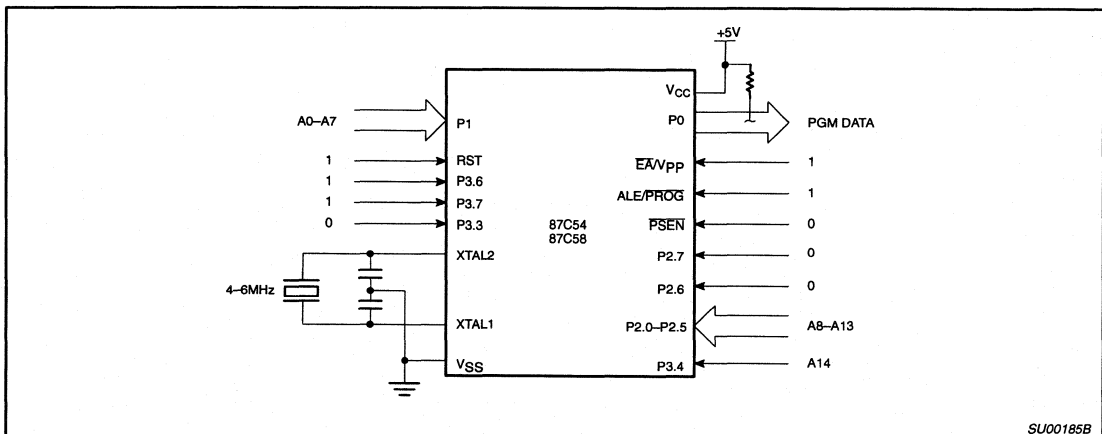 +5V
VCC
A0–A7
P1
P0
PGM DATA
1
RST
EA/VPP
1
1
P3.6
ALE/PROG
1
1
P3.7
PSEN
0
0
P3.3
87C54
87C58
P2.7
0
XTAL2
P2.6
0
4–6MHz
XTAL1
P2.0–P2.5
A8–A13
VSS
P3.4
A14
SU00185B